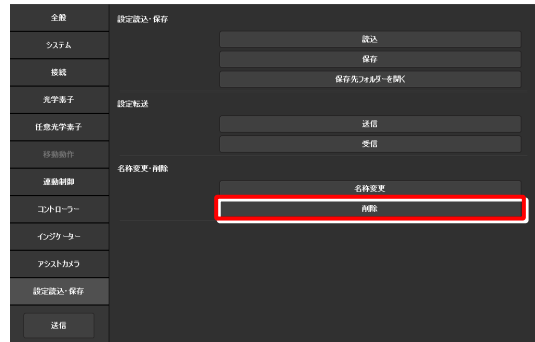 全般
システム
接続
光学素子
任意光学素子
移動動作
連動制御
コントローラー
インジケーター
アシストカメラ
設定読込・保存
送信
設定読込・保存
読込
保存
保存先フォルダーを開く
設定転送
送信
受信
名称変更・削除
名称変更
削除